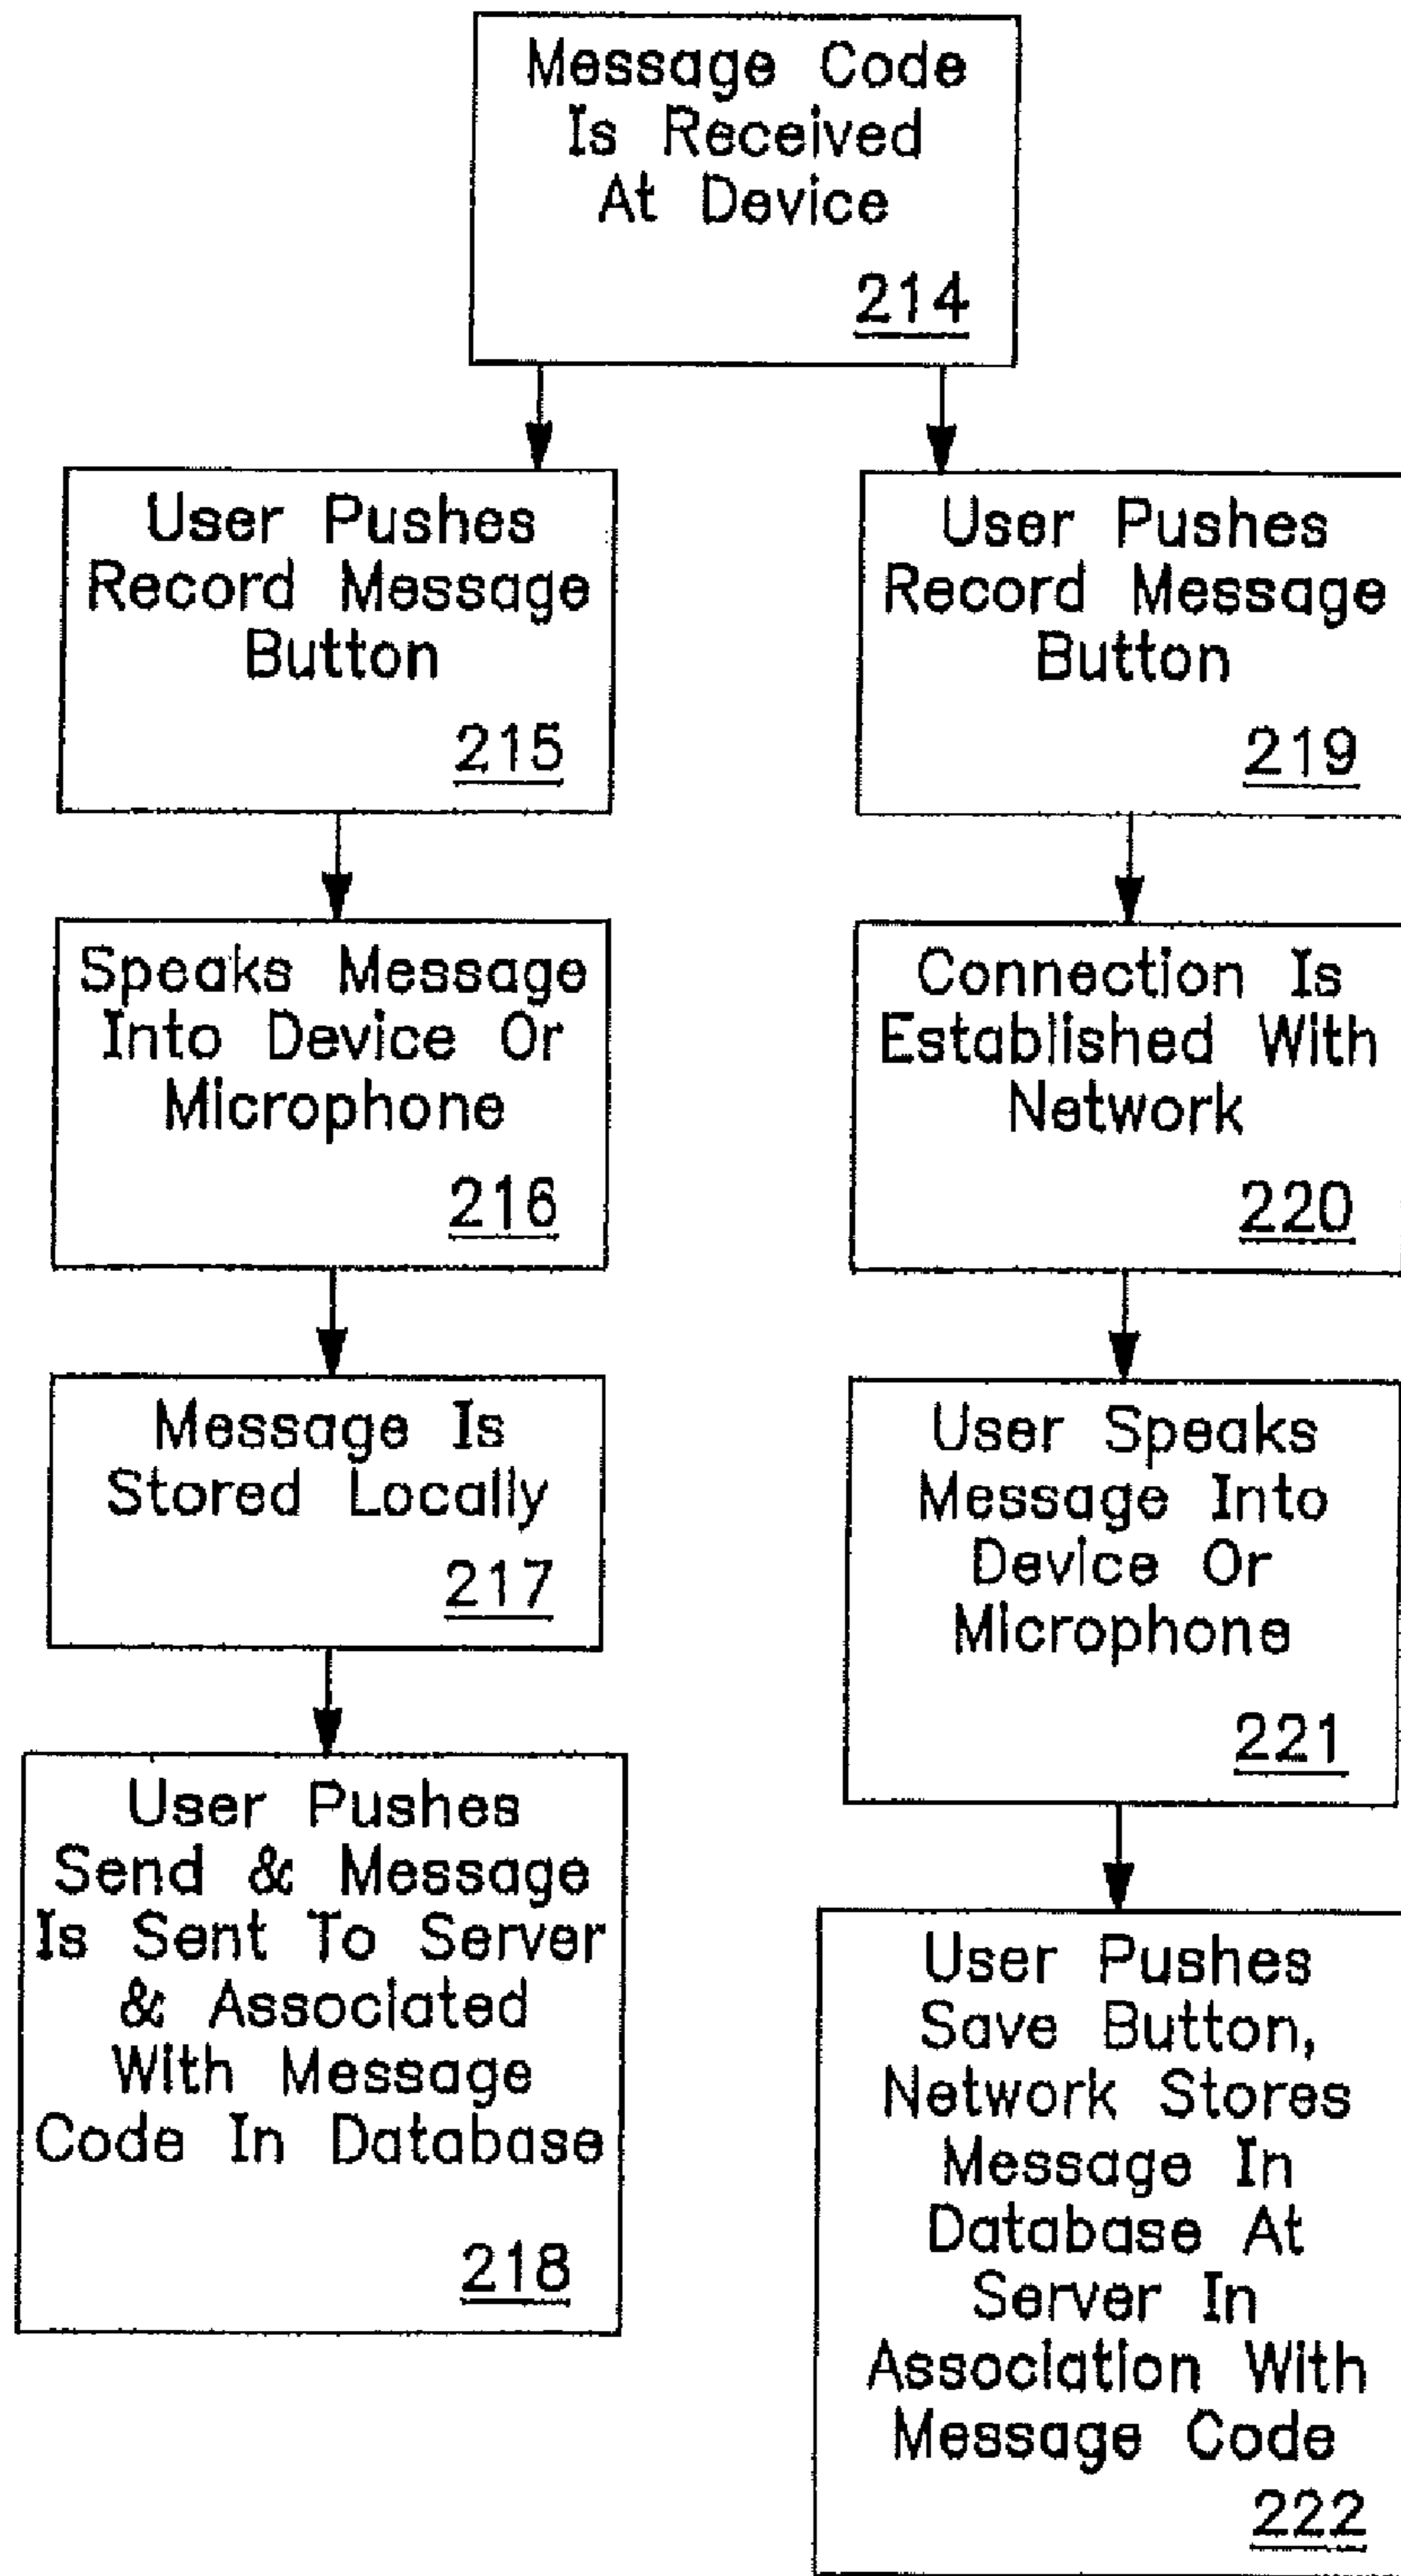 Message Code
Is Received
At Device
214
User Pushes
Record Message
Button
215
Speaks Message
Into Device Or
Microphone
216
Message Is
Stored Locally
217
User Pushes
Send & Message
Is Sent To Server
& Associated
With Message
Code In Database
218
User Pushes
Record Message
Button
219
Connection Is
Established With
Network
220
User Speaks
Message Into
Device Or
Microphone
221
User Pushes
Save Button,
Network Stores
Message In
Database At
Server In
Association With
Message Code
222